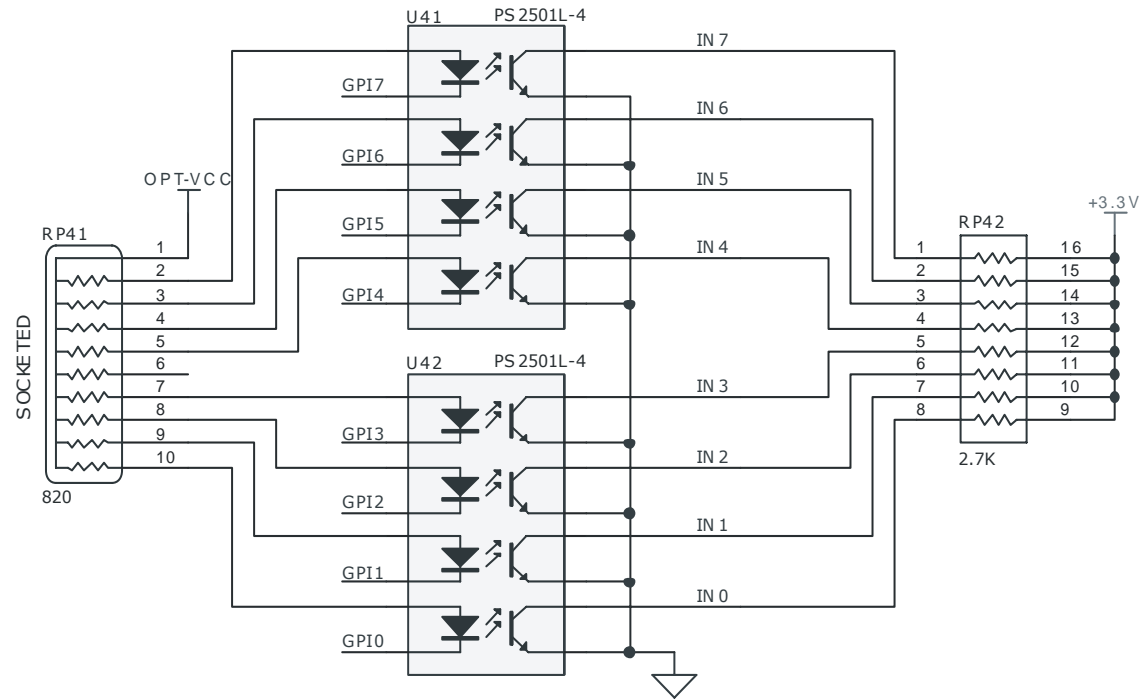 U41 PS2501L-4
IN 7
GPI7
IN 6
GPI6
OPT-VCC
IN 5
GPI5
IN 4
GPI4
RP41
1
2
3
4
5
6
7
8
9
10
SOCKETED
820
U42 PS2501L-4
IN 3
GPI3
IN 2
GPI2
IN 1
GPI1
IN 0
GPI0
+3.3V
RP42
1 16
2 15
3 14
4 13
5 12
6 11
7 10
8 9
2.7K